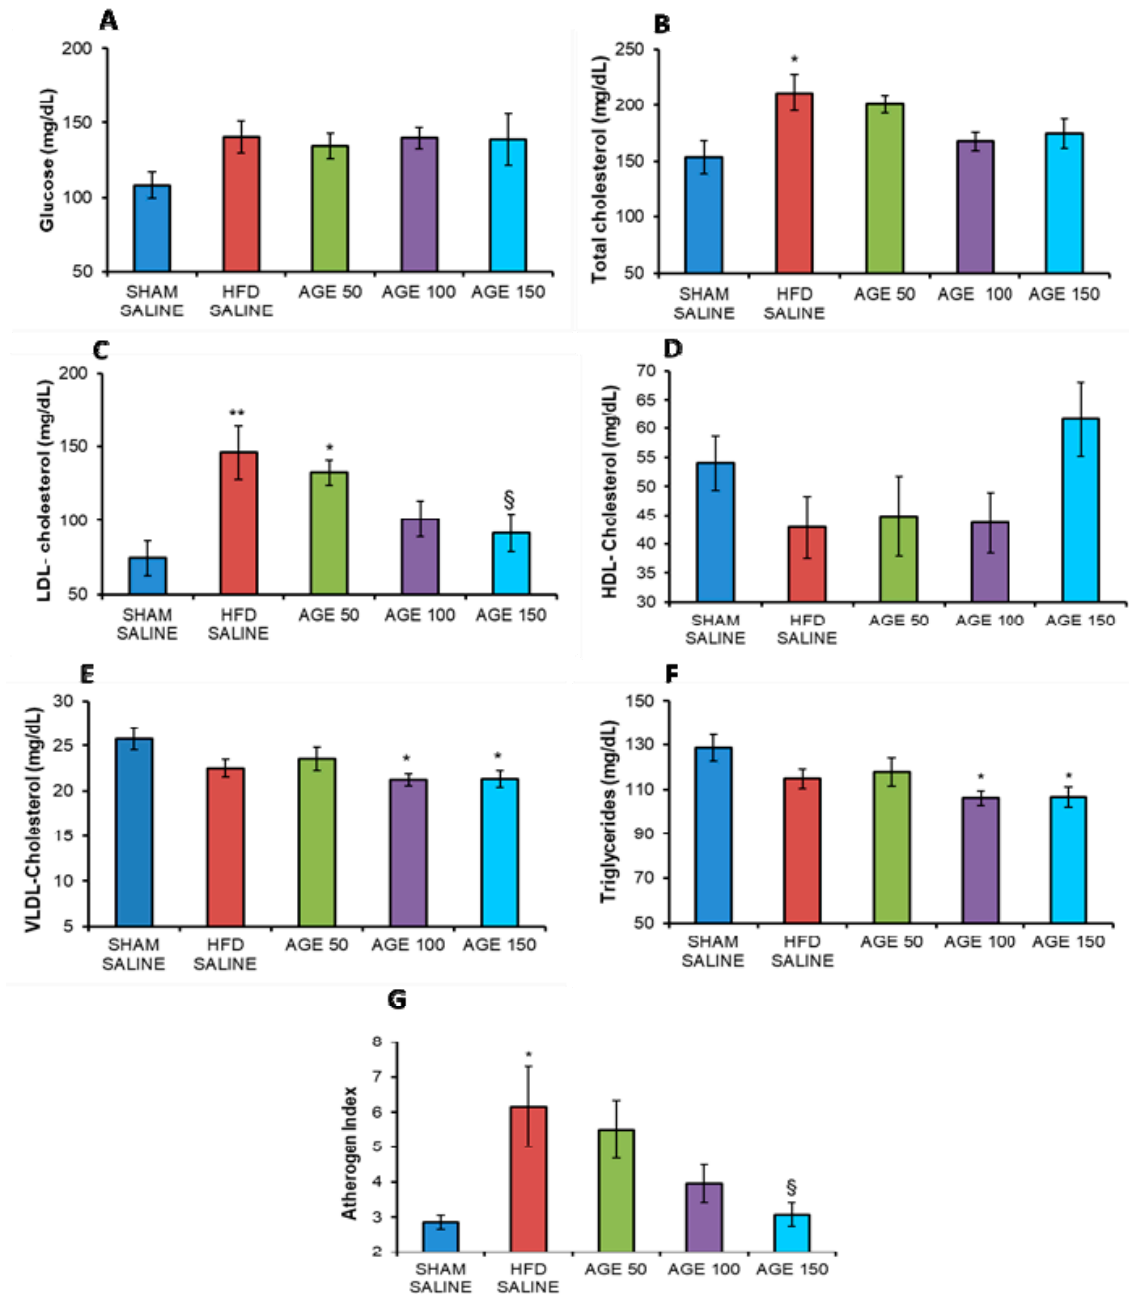 A
Glucose (mg/dL)
200
150
100
50
SHAM SALINE
HFD SALINE
AGE 50
AGE 100
AGE 150
B
Total cholesterol (mg/dL)
250
200
150
100
50
*
SHAM SALINE
HFD SALINE
AGE 50
AGE 100
AGE 150
C
LDL- cholesterol (mg/dL)
200
150
100
50
**
*
§
SHAM SALINE
HFD SALINE
AGE 50
AGE 100
AGE 150
D
HDL- Cholesterol (mg/dL)
70
65
60
55
50
45
40
35
30
SHAM SALINE
HFD SALINE
AGE 50
AGE 100
AGE 150
E
VLDL-Cholesterol (mg/dL)
30
25
20
15
10
5
*
*
SHAM SALINE
HFD SALINE
AGE 50
AGE 100
AGE 150
F
Triglycerides (mg/dL)
150
130
110
90
70
50
*
*
SHAM SALINE
HFD SALINE
AGE 50
AGE 100
AGE 150
G
Atherogen Index
8
7
6
5
4
3
2
*
§
SHAM SALINE
HFD SALINE
AGE 50
AGE 100
AGE 150